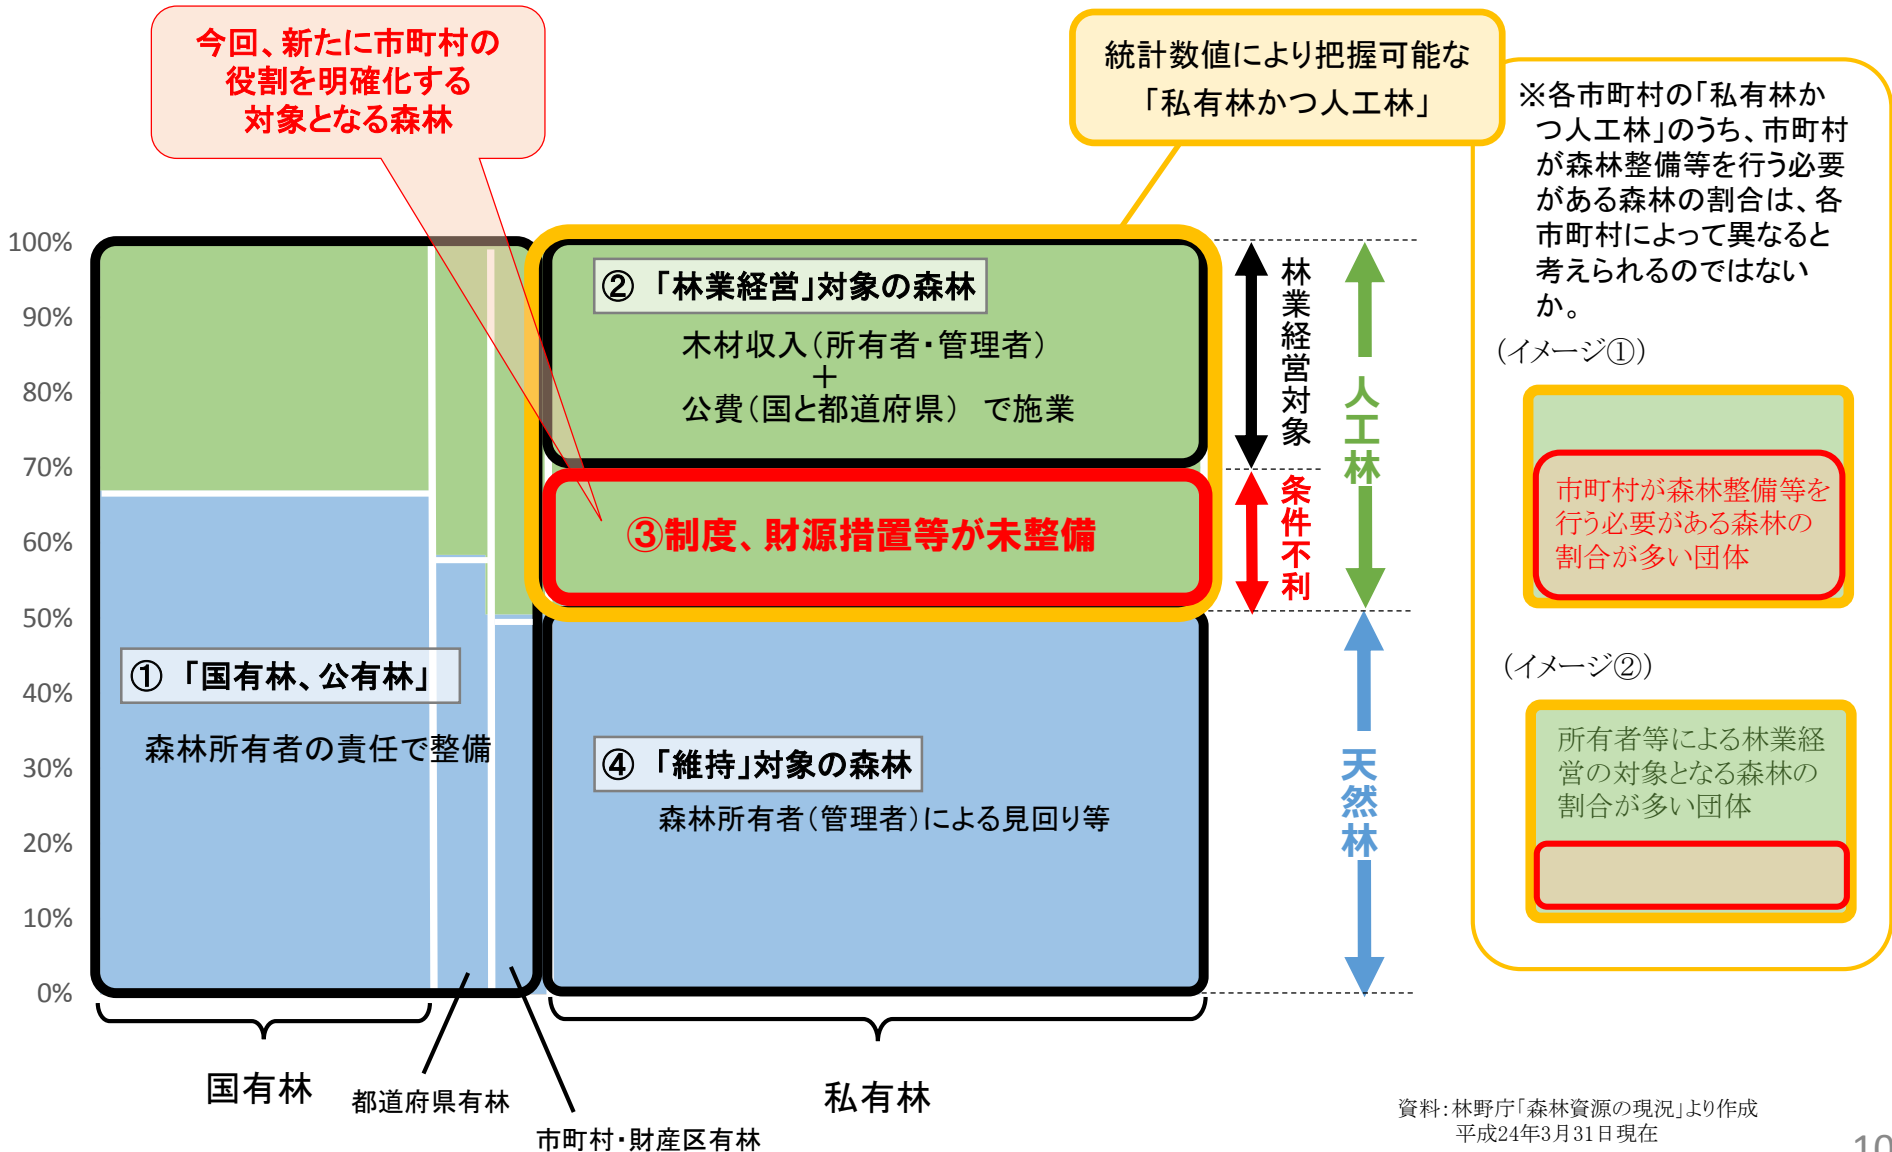 今回、新たに市町村の
役割を明確化する
対象となる森林
統計数値により把握可能な
「私有林かつ人工林」
※各市町村の「私有林か
つ人工林」のうち、市町村
が森林整備等を行う必要
がある森林の割合は、各
市町村によって異なると
考えられるのではない
か。
100%
90%
80%
70%
60%
50%
40%
30%
20%
10%
0%
② 「林業経営」対象の森林
木材収入(所有者・管理者)
＋
公費(国と都道府県) で施業
③制度、財源措置等が未整備
① 「国有林、公有林」
森林所有者の責任で整備
④ 「維持」対象の森林
森林所有者(管理者)による見回り等
林業経営対象
条件不利
人工林
天然林
(イメージ①)
市町村が森林整備等を
行う必要がある森林の
割合が多い団体
(イメージ②)
所有者等による林業経
営の対象となる森林の
割合が多い団体
国有林
都道府県有林
市町村・財産区有林
私有林
資料：林野庁「森林資源の現況」より作成
平成24年3月31日現在
10